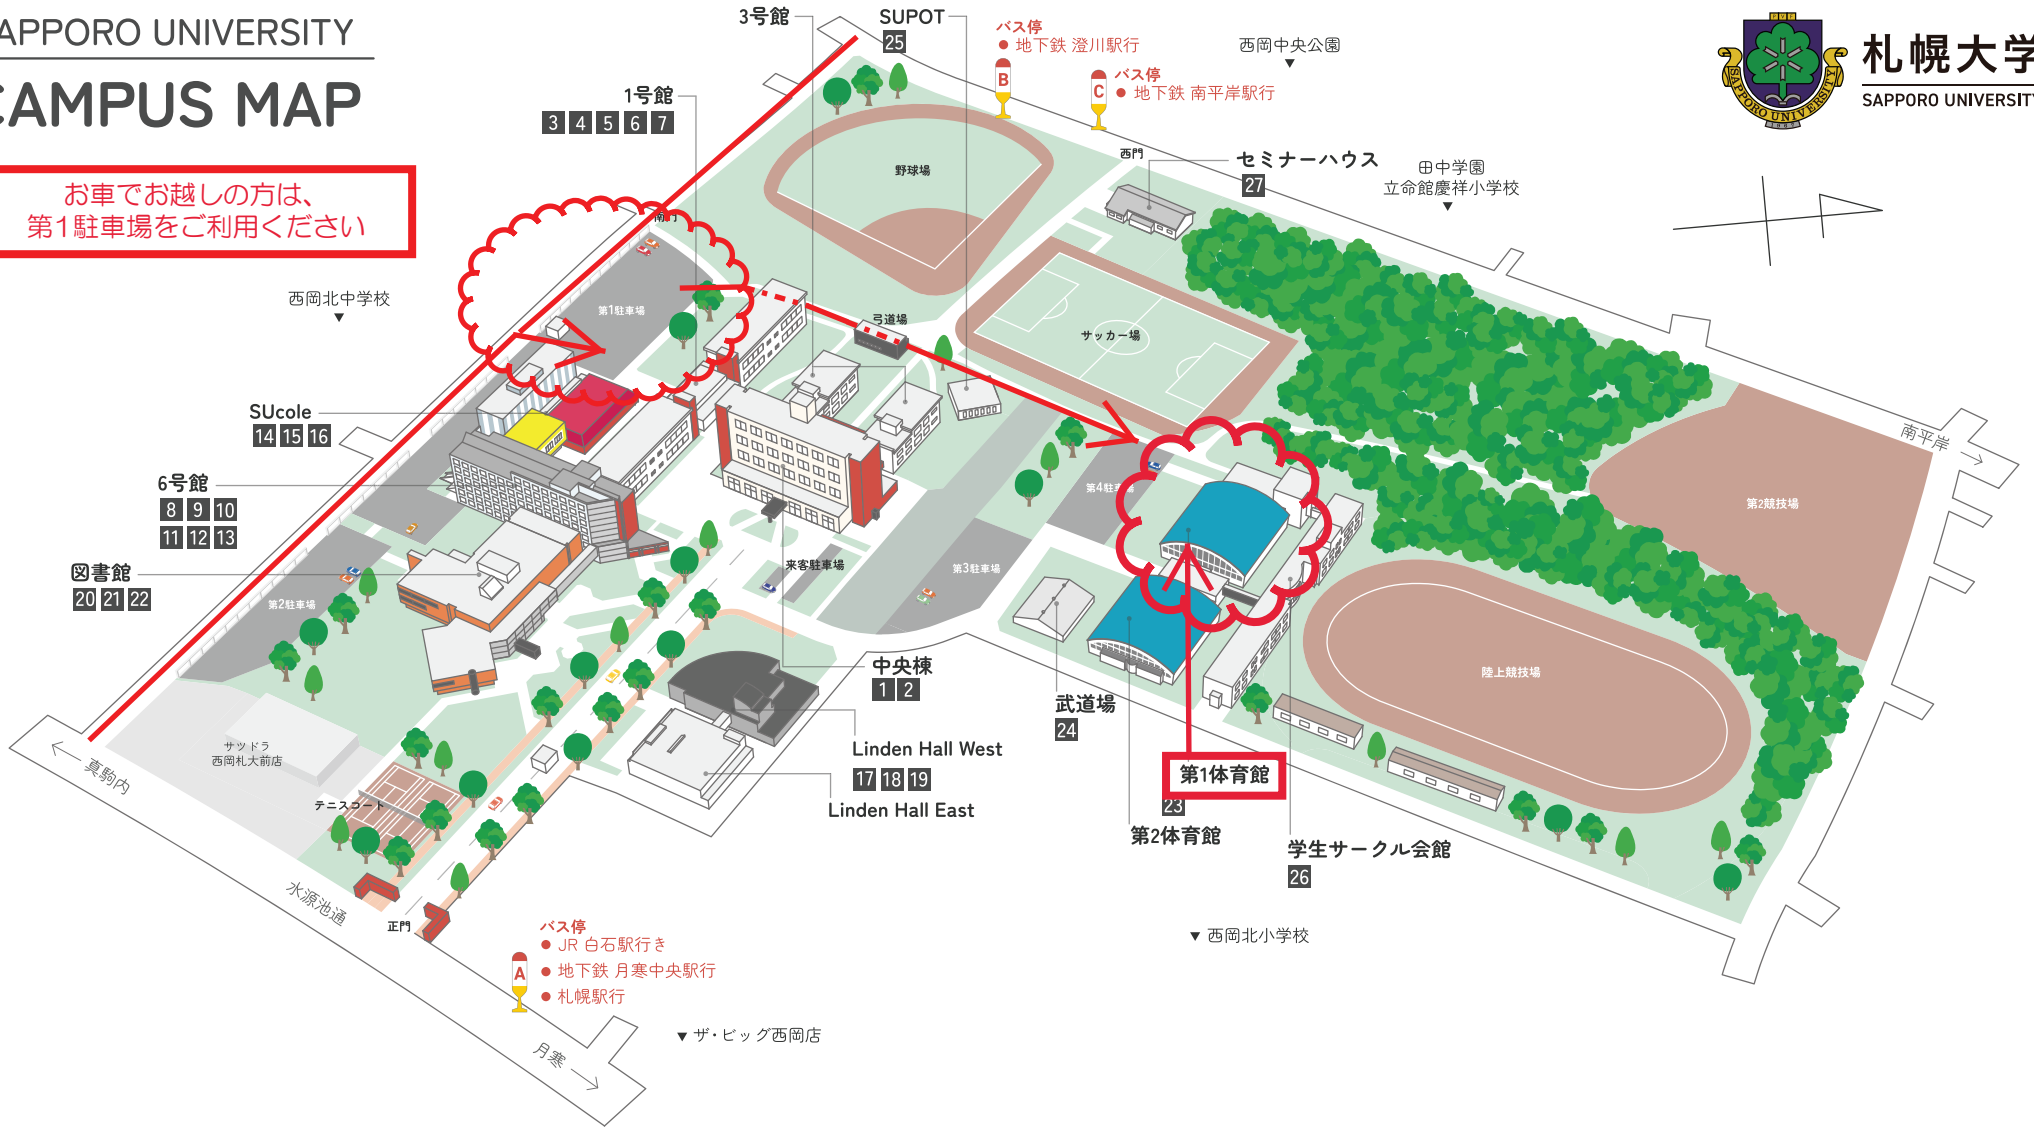 SAPPORO UNIVERSITY
CAMPUS MAP
お車でお越しの方は、
第1駐車場をご利用ください
札幌大学
SAPPORO UNIVERSITY
SAPPORO UNIVERSITY
3号館
SUPOT
25
バス停
地下鉄 澄川駅行
B
バス停
地下鉄 南平岸駅行
C
西岡中央公園
▼
1号館
3 4 5 6 7
野球場
西門
セミナーハウス
27
田中学園
立命館慶祥小学校
▼
南門
西岡北中学校
▼
第1駐車場
弓道場
サッカー場
SUcole
14 15 16
南平岸
6号館
8 9 10
11 12 13
第4駐車場
第2競技場
図書館
20 21 22
来客駐車場
第3駐車場
第2駐車場
陸上競技場
中央棟
1 2
武道場
24
サツドラ
西岡札大前店
Linden Hall West
17 18 19
Linden Hall East
真駒内
テニスコート
第1体育館
23
第2体育館
学生サークル会館
26
水源池通
正門
バス停
JR 白石駅行き
地下鉄 月寒中央駅行
札幌駅行
A
▼ 西岡北小学校
▼ ザ・ビッグ西岡店
月寒